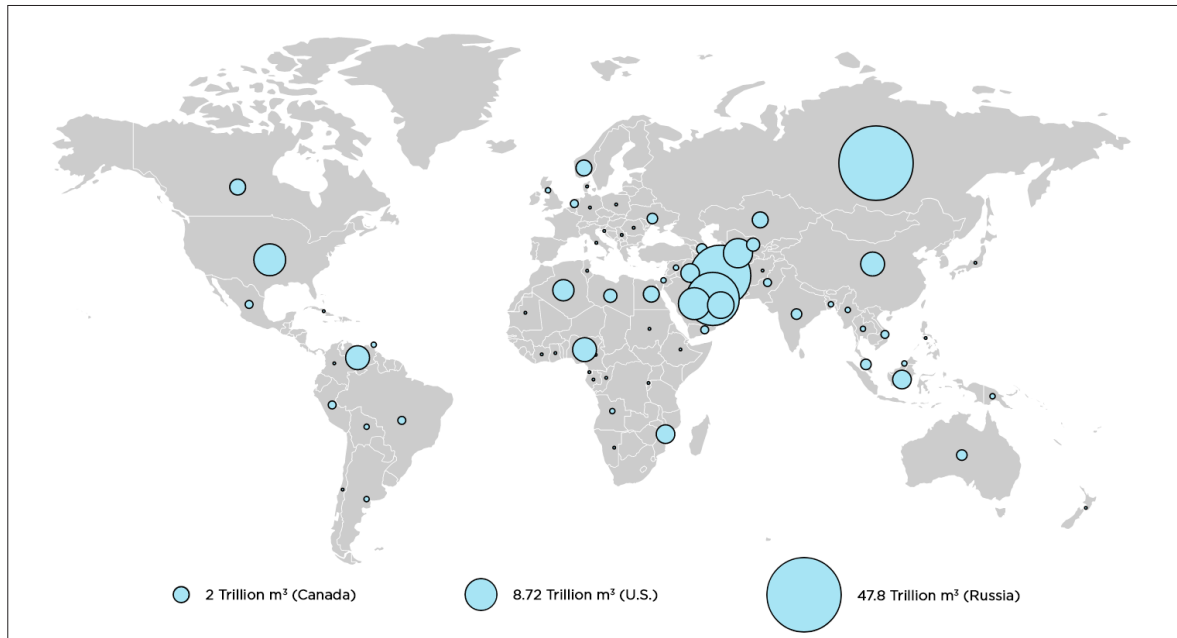 2 Trillion m³ (Canada)
8.72 Trillion m³ (U.S.)
47.8 Trillion m³ (Russia)